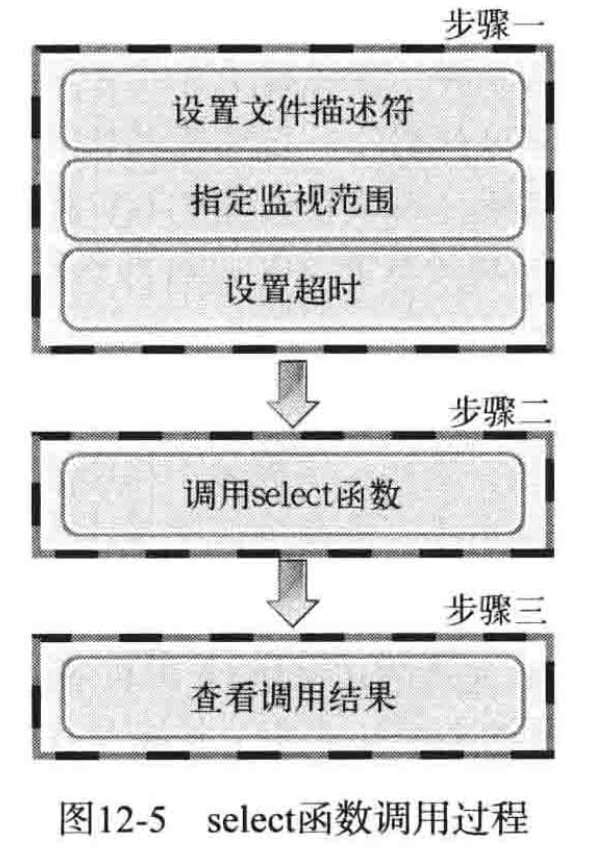 步骤一
设置文件描述符
指定监视范围
设置超时
步骤二
调用select函数
步骤三
查看调用结果
图12-5 select函数调用过程